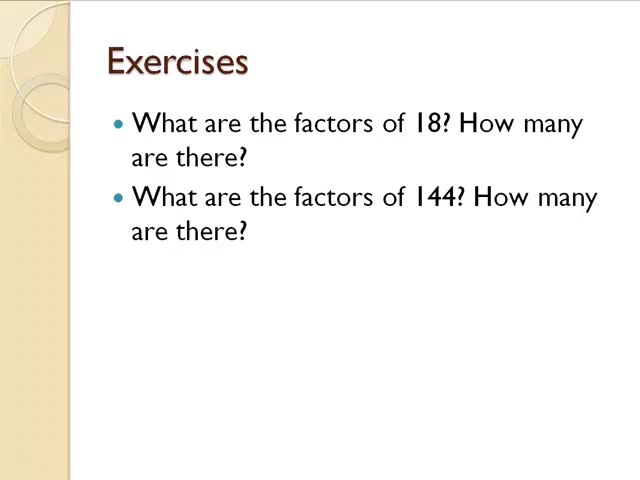 Exercises
What are the factors of 18? How many
are there?
What are the factors of 144? How many
are there?